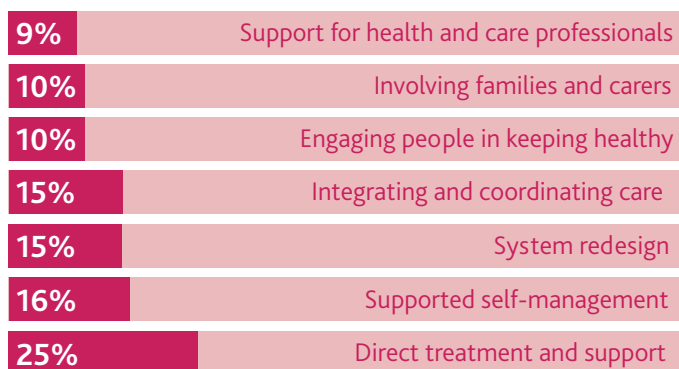 9% Support for health and care professionals
10% Involving families and carers
10% Engaging people in keeping healthy
15% Integrating and coordinating care
15% System redesign
16% Supported self-management
25% Direct treatment and support